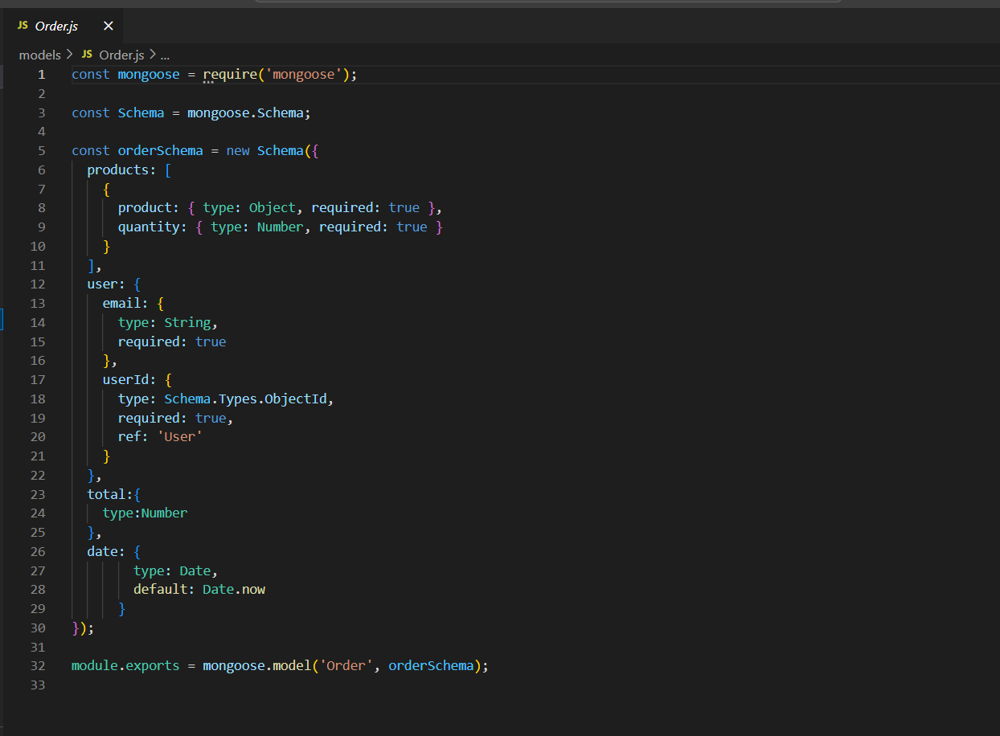 JS Order.js ×
models > JS Order.js > ...
1 const mongoose = require('mongoose');
2
3 const Schema = mongoose.Schema;
4
5 const orderSchema = new Schema({
6   products: [
7     {
8       product: { type: Object, required: true },
9       quantity: { type: Number, required: true }
10     }
11   ],
12   user: {
13     email: {
14       type: String,
15       required: true
16     },
17     userId: {
18       type: Schema.Types.ObjectId,
19       required: true,
20       ref: 'User'
21     }
22   },
23   total:{
24     type:Number
25   },
26   date: {
27         type: Date,
28         default: Date.now
29       }
30 });
31
32 module.exports = mongoose.model('Order', orderSchema);
33